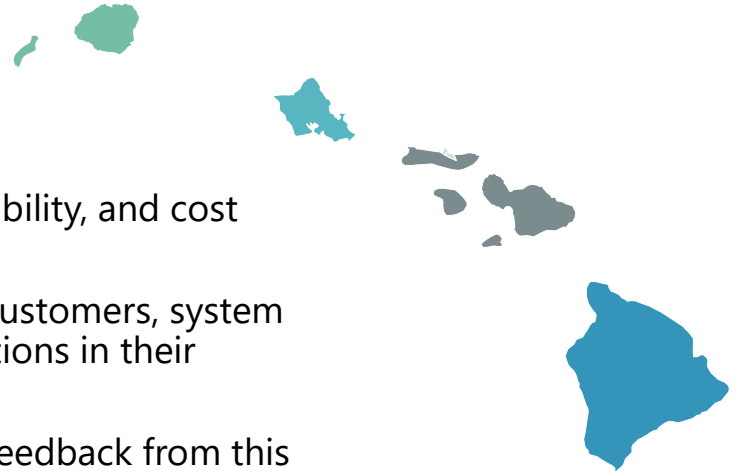 bility, and cost
ustomers, system
tions in their
eedback from this